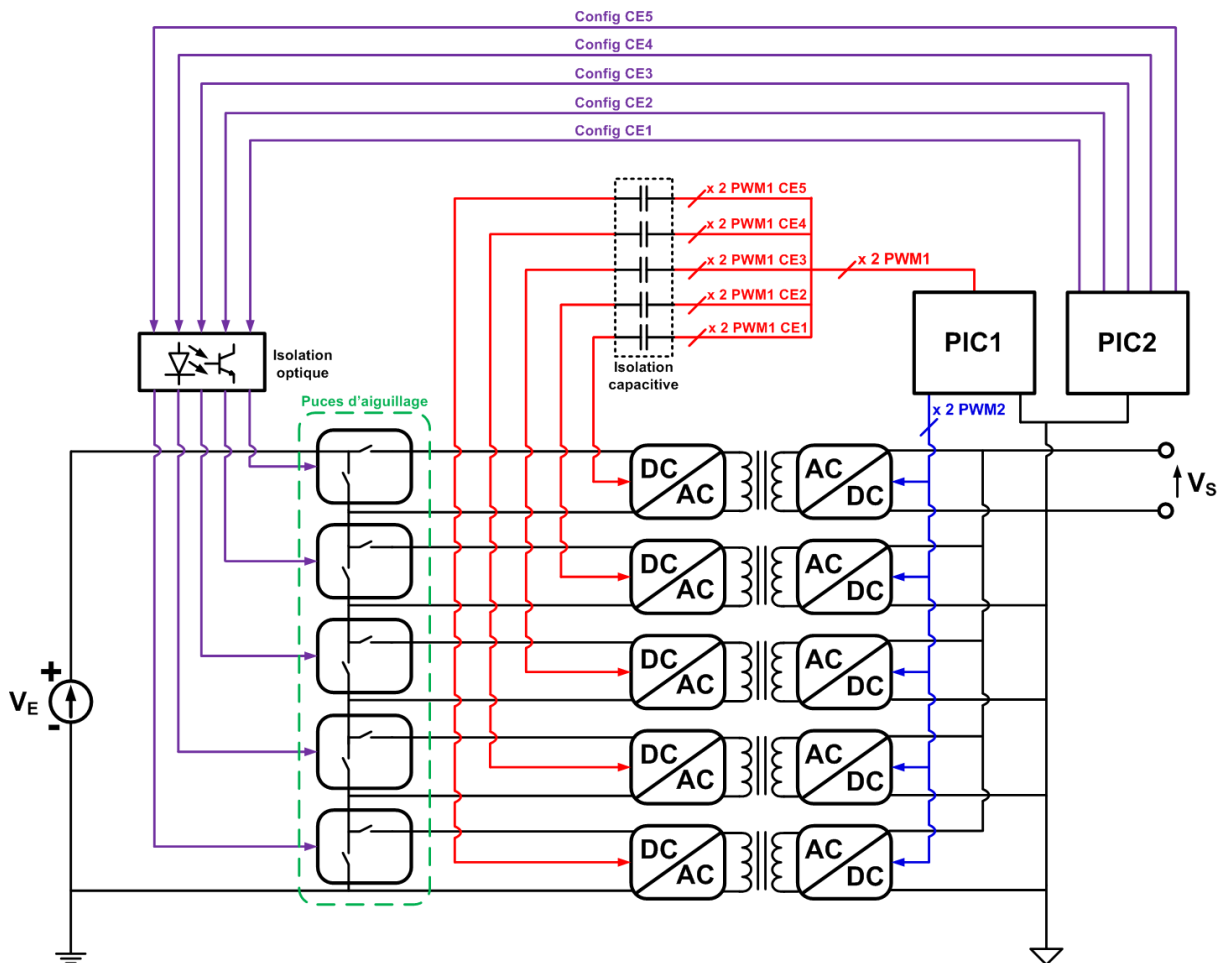 Config CE5
Config CE4
Config CE3
Config CE2
Config CE1
x 2 PWM1 CE5
x 2 PWM1 CE4
x 2 PWM1 CE3
x 2 PWM1
x 2 PWM1 CE2
x 2 PWM1 CE1
PIC1
PIC2
Isolation
optique
Isolation
capacitive
Puces d'aiguillage
x 2 PWM2
DC
AC
AC
DC
VS
DC
AC
AC
DC
DC
AC
AC
DC
+
VE
-
DC
AC
AC
DC
DC
AC
AC
DC